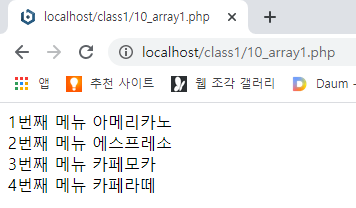 localhost/class1/10_array1.php
localhost/class1/10_array1.php
앱 추천 사이트 웹 조각 갤러리 Daum -
1번째 메뉴 아메리카노
2번째 메뉴 에스프레소
3번째 메뉴 카페모카
4번째 메뉴 카페라떼